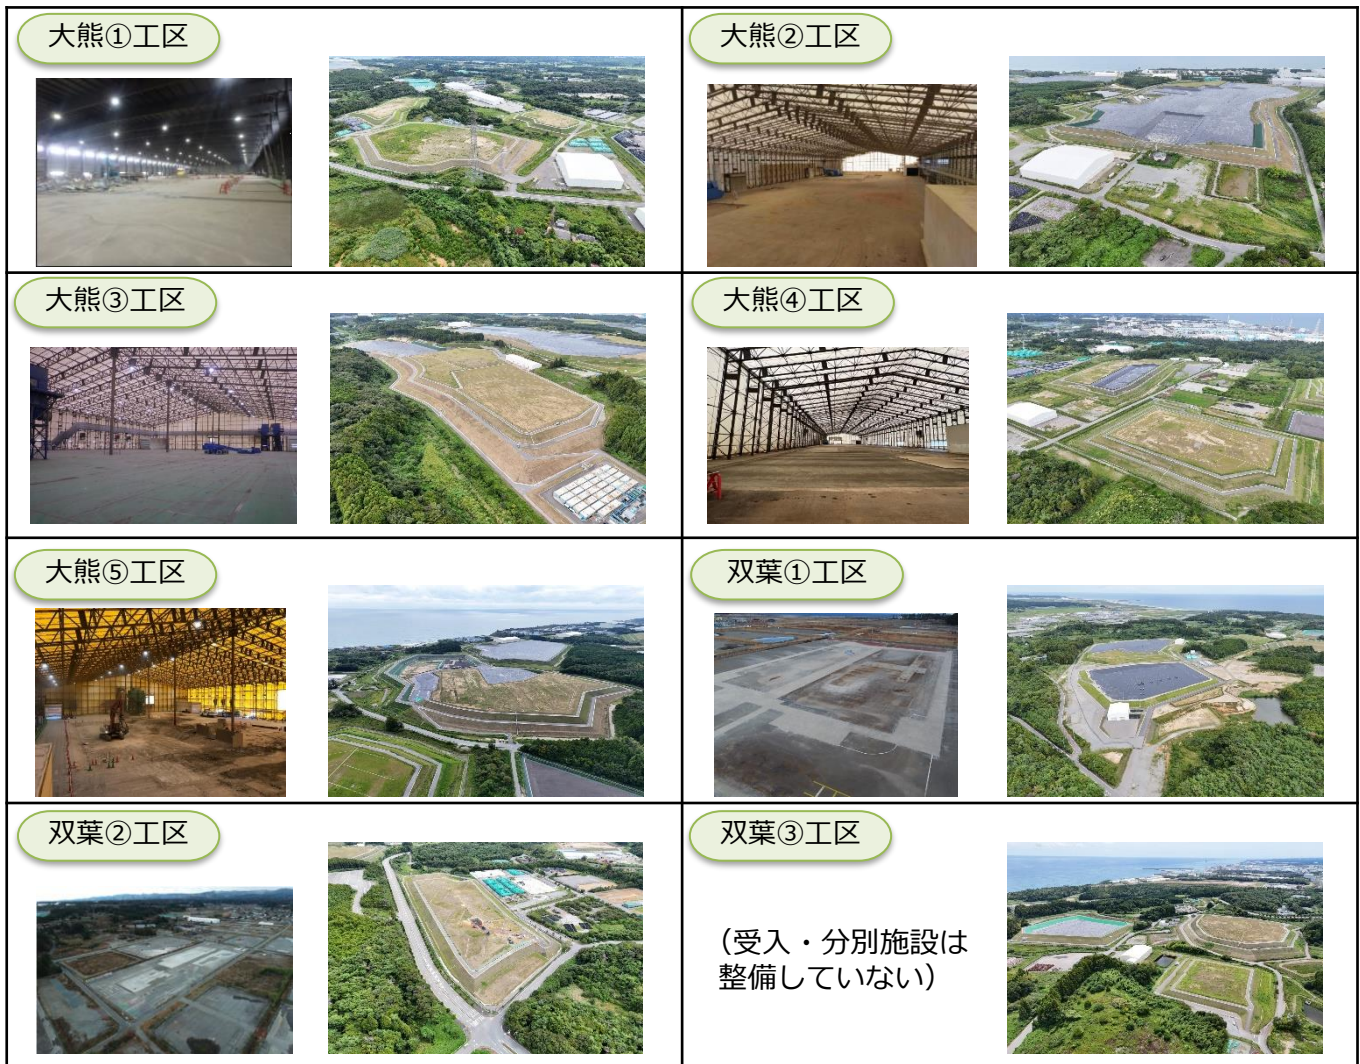 大熊①工区
大熊②工区
大熊③工区
大熊④工区
大熊⑤工区
双葉①工区
双葉②工区
双葉③工区
（受入・分別施設は
整備していない）